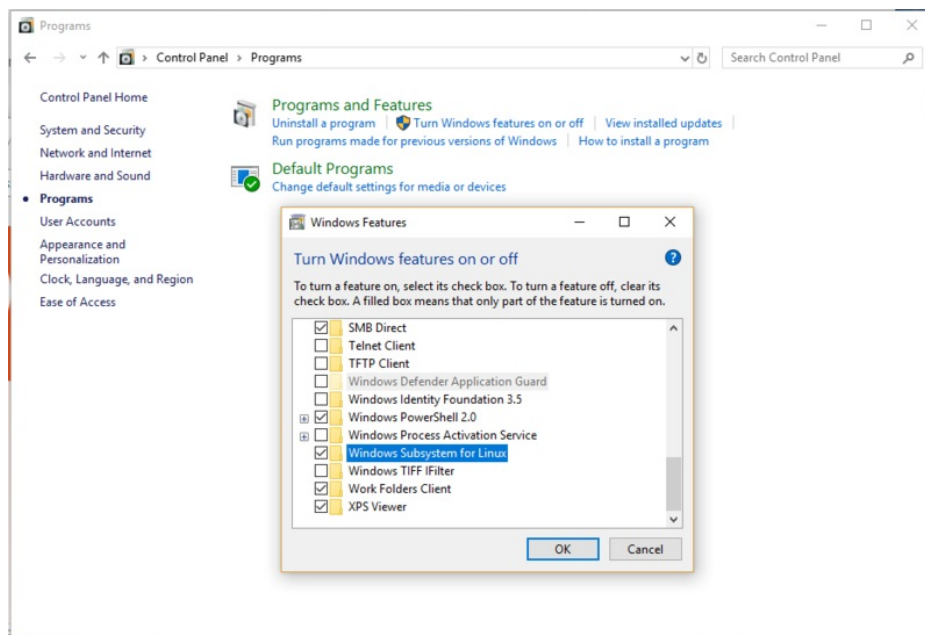 Programs
Control Panel > Programs
Search Control Panel
Control Panel Home
System and Security
Network and Internet
Hardware and Sound
Programs
User Accounts
Appearance and
Personalization
Clock, Language, and Region
Ease of Access
Programs and Features
Uninstall a program | Turn Windows features on or off | View installed updates
Run programs made for previous versions of Windows | How to install a program
Default Programs
Change default settings for media or devices
Windows Features
Turn Windows features on or off
To turn a feature on, select its check box. To turn a feature off, clear its
check box. A filled box means that only part of the feature is turned on.
SMB Direct
Telnet Client
TFTP Client
Windows Defender Application Guard
Windows Identity Foundation 3.5
Windows PowerShell 2.0
Windows Process Activation Service
Windows Subsystem for Linux
Windows TIFF IFilter
Work Folders Client
XPS Viewer
OK
Cancel